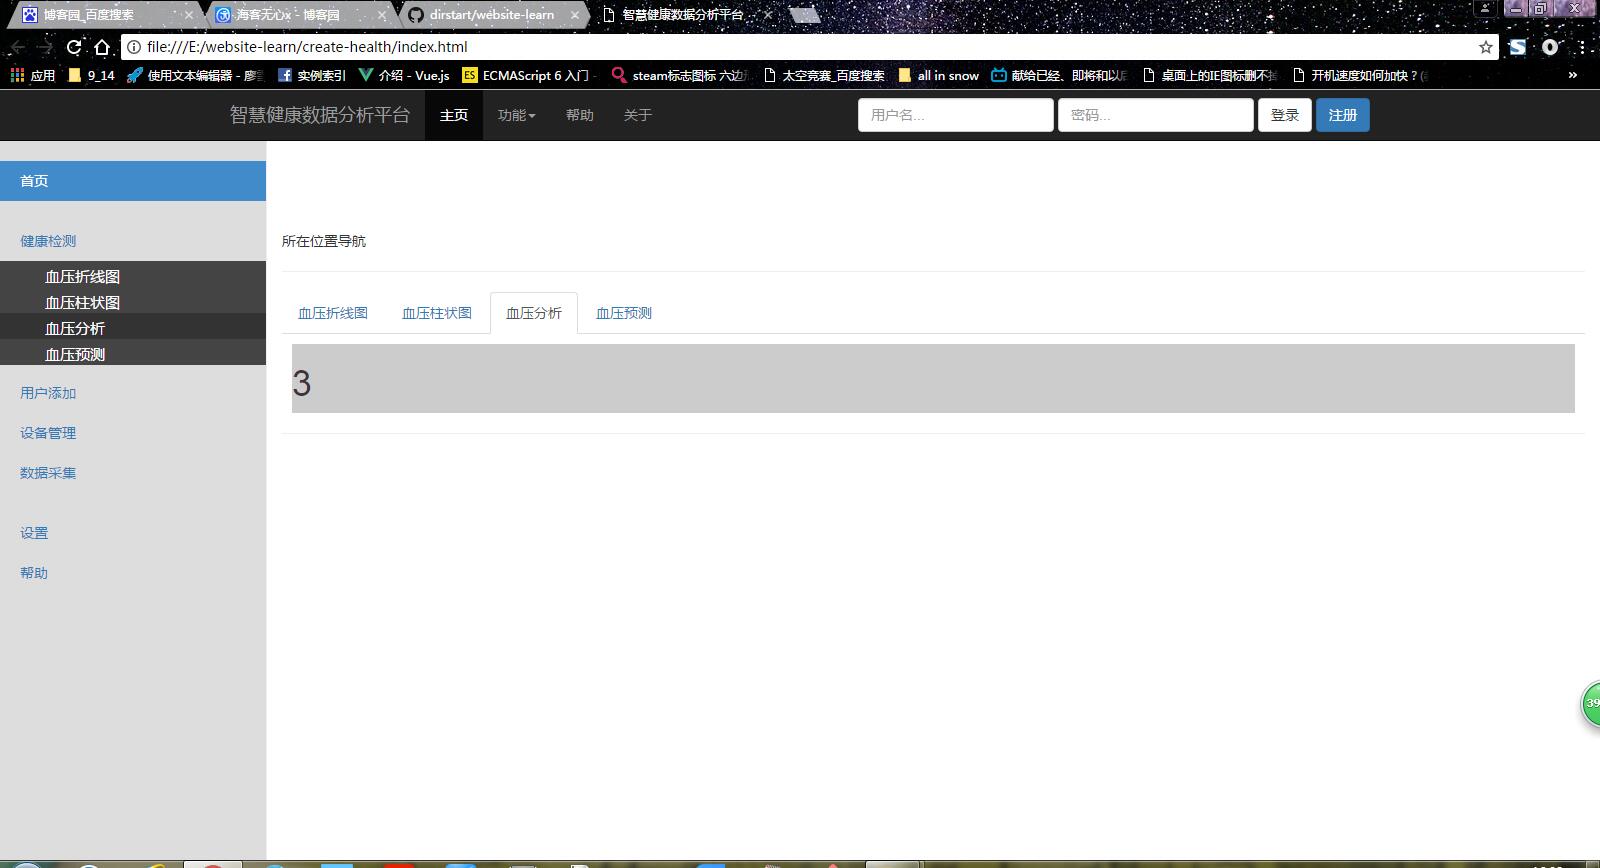 博客园_百度搜索
海客无心x - 博客园
dirstart/website-learn
智慧健康数据分析平台
file:///E:/website-learn/create-health/index.html
应用
9_14
使用文本编辑器 - 廖
实例索引
介绍 - Vue.js
ES
ECMAScript 6 入门
steam标志图标 六边
太空竞赛_百度搜索
all in snow
献给已经、即将和以
桌面上的IE图标删不
开机速度如何加快？(
»
智慧健康数据分析平台
主页
功能
帮助
关于
用户名...
密码...
登录
注册
首页
健康检测
血压折线图
血压柱状图
血压分析
血压预测
用户添加
设备管理
数据采集
设置
帮助
所在位置导航
血压折线图
血压柱状图
血压分析
血压预测
3
39